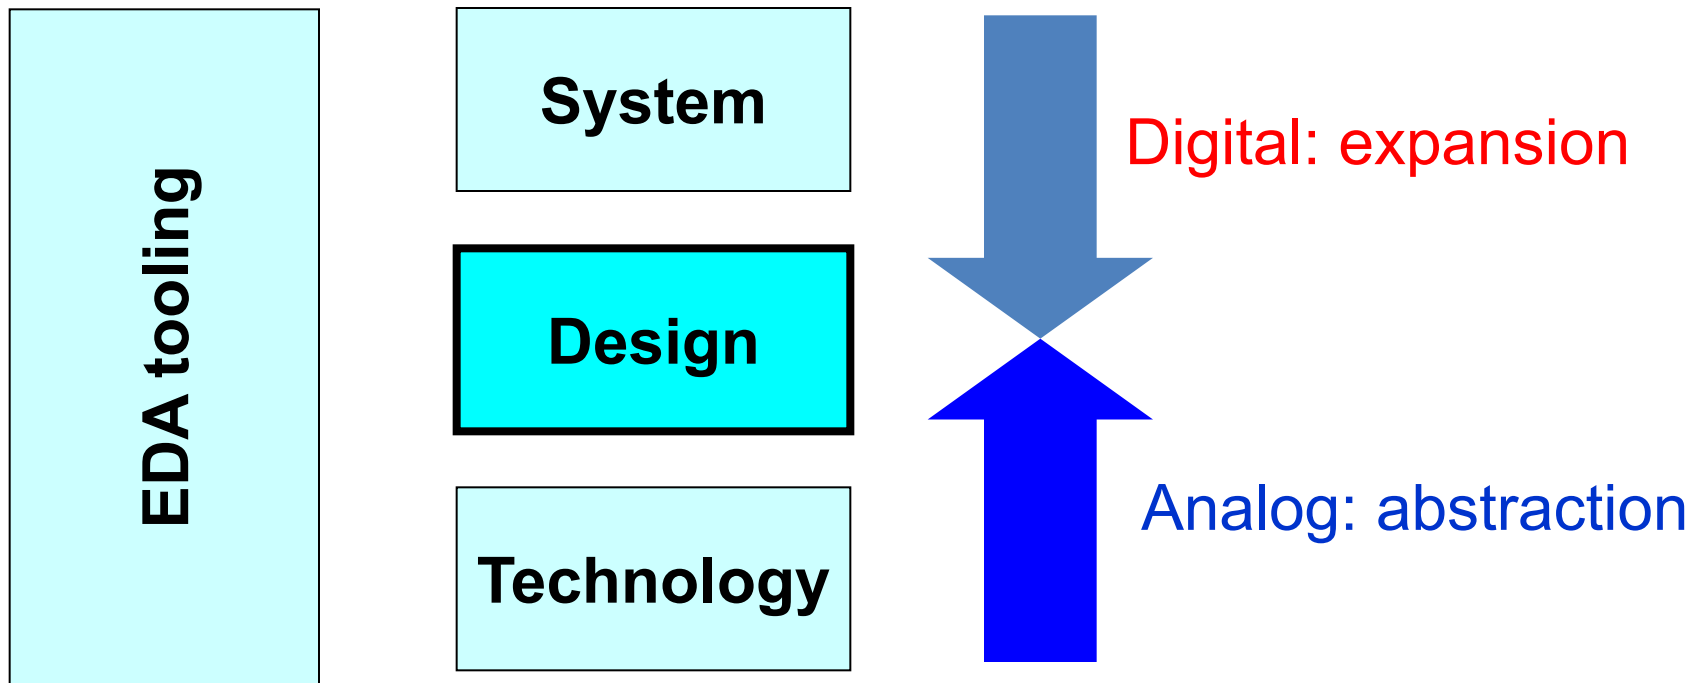 EDA tooling
System
Design
Technology
Digital: expansion
Analog: abstraction